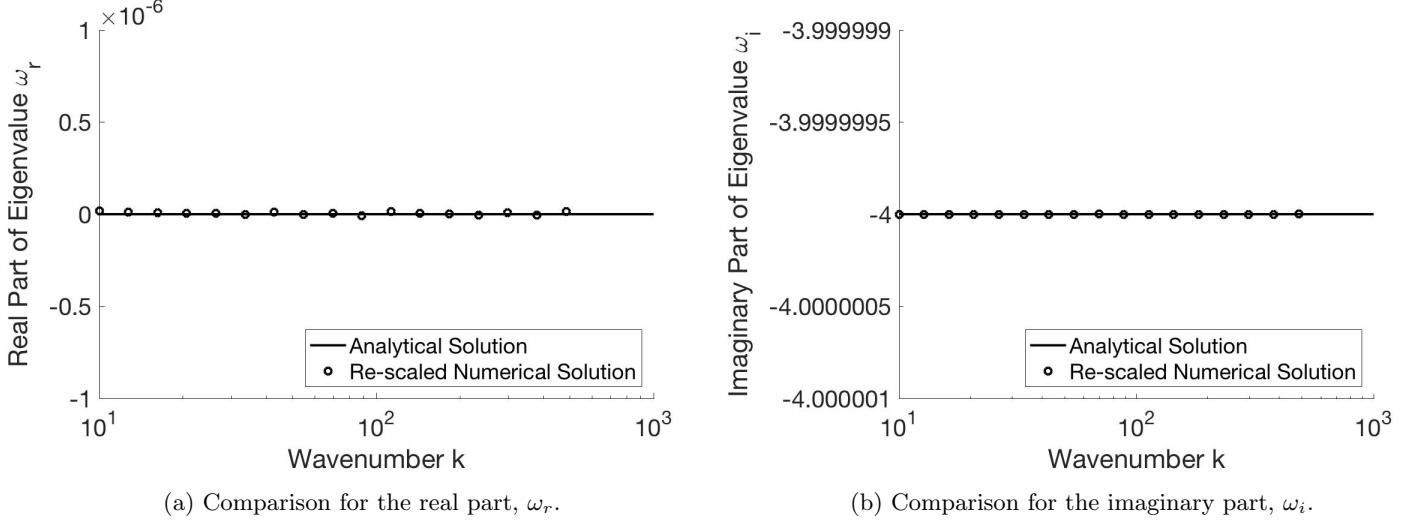 ×10⁻⁶
1
0.5
0
-0.5
-1
Real Part of Eigenvalue ωᵣ
Analytical Solution
Re-scaled Numerical Solution
10¹ 10² 10³
Wavenumber k
(a) Comparison for the real part, ωᵣ.
-3.999999
-3.9999995
-4
-4.0000005
-4.000001
Imaginary Part of Eigenvalue ωᵢ
Analytical Solution
Re-scaled Numerical Solution
10¹ 10² 10³
Wavenumber k
(b) Comparison for the imaginary part, ωᵢ.